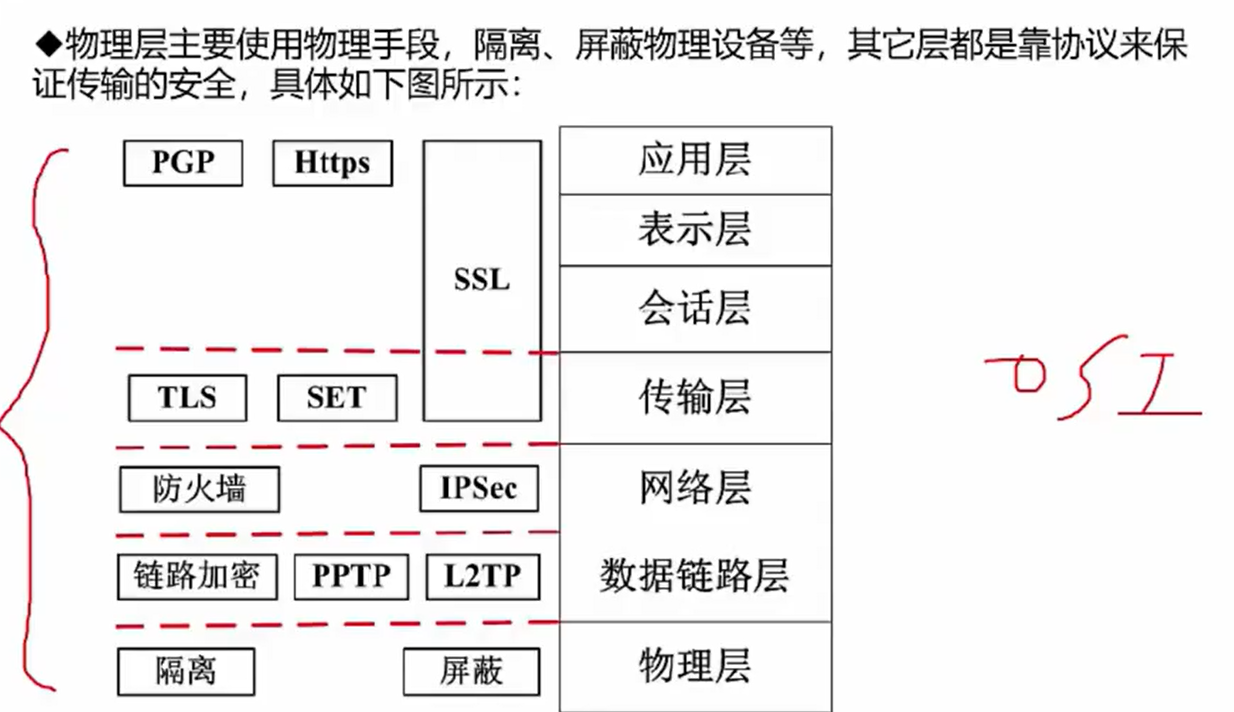 ◆物理层主要使用物理手段，隔离、屏蔽物理设备等，其它层都是靠协议来保
证传输的安全，具体如下图所示：
PGP Https 应用层
表示层
SSL 会话层
TLS SET 传输层
OSI
防火墙 IPSec 网络层
链路加密 PPTP L2TP 数据链路层
隔离 屏蔽 物理层